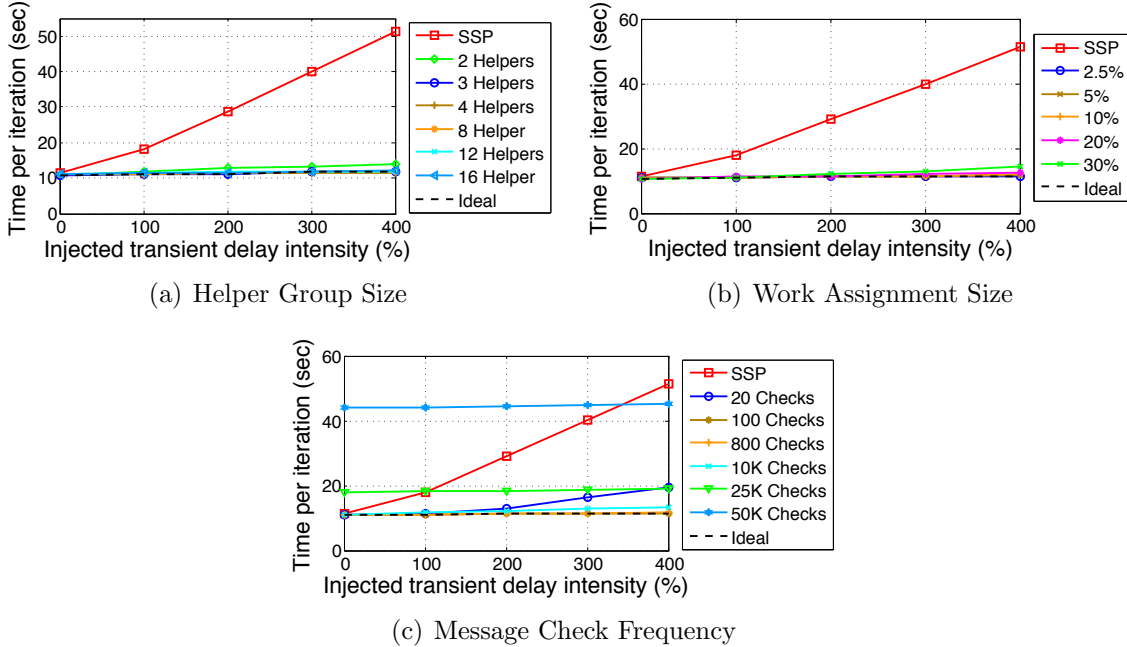 Time per iteration (sec)
50
40
30
20
10
0
0 100 200 300 400
Injected transient delay intensity (%)
SSP
2 Helpers
3 Helpers
4 Helpers
8 Helper
12 Helpers
16 Helper
Ideal
(a) Helper Group Size
Time per iteration (sec)
60
40
20
0
0 100 200 300 400
Injected transient delay intensity (%)
SSP
2.5%
5%
10%
20%
30%
Ideal
(b) Work Assignment Size
Time per iteration (sec)
60
40
20
0
0 100 200 300 400
Injected transient delay intensity (%)
SSP
20 Checks
100 Checks
800 Checks
10K Checks
25K Checks
50K Checks
Ideal
(c) Message Check Frequency